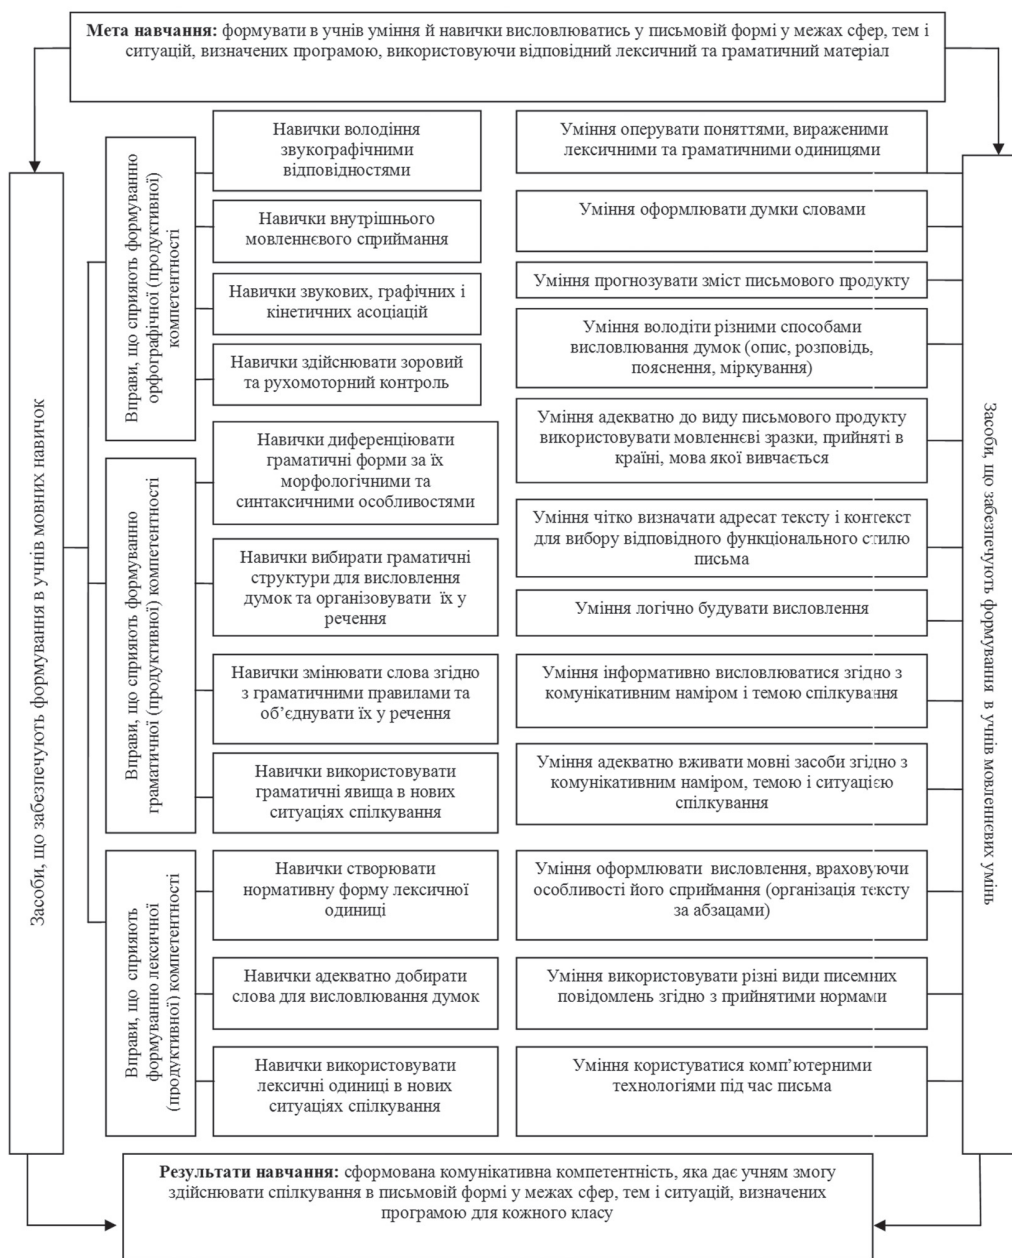 Мета навчання: формувати в учнів уміння й навички висловлюватись у письмовій формі у межах сфер, тем і
ситуацій, визначених програмою, використовуючи відповідний лексичний та граматичний матеріал
Засоби, що забезпечують формування в учнів мовних навичок
Вправи, що сприяють формуванню
орфографічної (продуктивної)
компетентності
Навички володіння
звукографічними
відповідностями
Навички внутрішнього
мовленнєвого сприймання
Навички звукових, графічних і
кінетичних асоціацій
Навички здійснювати зоровий
та рухомоторний контроль
Вправи, що сприяють формуванню
граматичної (продуктивної) компетентності
Навички диференціювати
граматичні форми за їх
морфологічними та
синтаксичними особливостями
Навички вибирати граматичні
структури для висловлення
думок та організовувати їх у
речення
Навички змінювати слова згідно
з граматичними правилами та
об’єднувати їх у речення
Навички використовувати
граматичні явища в нових
ситуаціях спілкування
Вправи, що сприяють
формуванню лексичної
(продуктивної) компетентності
Навички створювати
нормативну форму лексичної
одиниці
Навички адекватно добирати
слова для висловлювання думок
Навички використовувати
лексичні одиниці в нових
ситуаціях спілкування
Уміння оперувати поняттями, вираженими
лексичними та граматичними одиницями
Уміння оформлювати думки словами
Уміння прогнозувати зміст письмового продукту
Уміння володіти різними способами
висловлювання думок (опис, розповідь,
пояснення, міркування)
Уміння адекватно до виду письмового продукту
використовувати мовленнєві зразки, прийняті в
країні, мова якої вивчається
Уміння чітко визначати адресат тексту і контекст
для вибору відповідного функціонального стилю
письма
Уміння логічно будувати висловлення
Уміння інформативно висловлюватися згідно з
комунікативним наміром і темою спілкування
Уміння адекватно вживати мовні засоби згідно з
комунікативним наміром, темою і ситуацією
спілкування
Уміння оформлювати висловлення, враховуючи
особливості його сприймання (організація тексту
за абзацами)
Уміння використовувати різні види писемних
повідомлень згідно з прийнятими нормами
Уміння користуватися комп’ютерними
технологіями під час письма
Засоби, що забезпечують формування в учнів мовленнєвих умінь
Результати навчання: сформована комунікативна компетентність, яка дає учням змогу
здійснювати спілкування в письмовій формі у межах сфер, тем і ситуацій, визначених
програмою для кожного класу